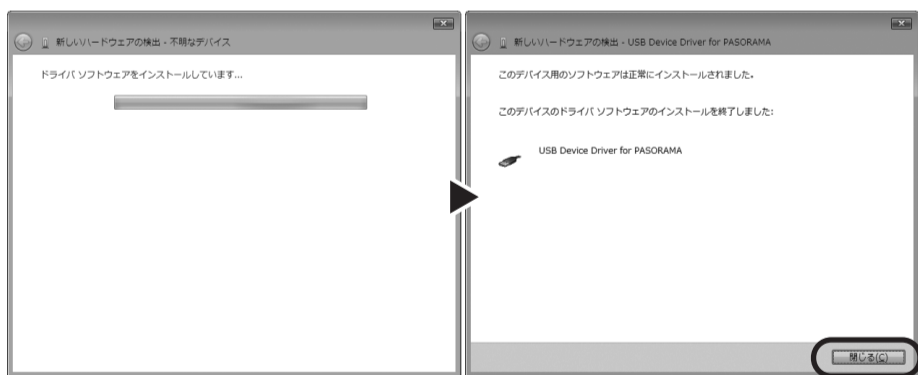 新しいハードウェアの検出 - 不明なデバイス
ドライバ ソフトウェアをインストールしています...
新しいハードウェアの検出 - USB Device Driver for PASORAMA
このデバイス用のソフトウェアは正常にインストールされました。
このデバイスのドライバ ソフトウェアのインストールを終了しました:
USB Device Driver for PASORAMA
閉じる(C)